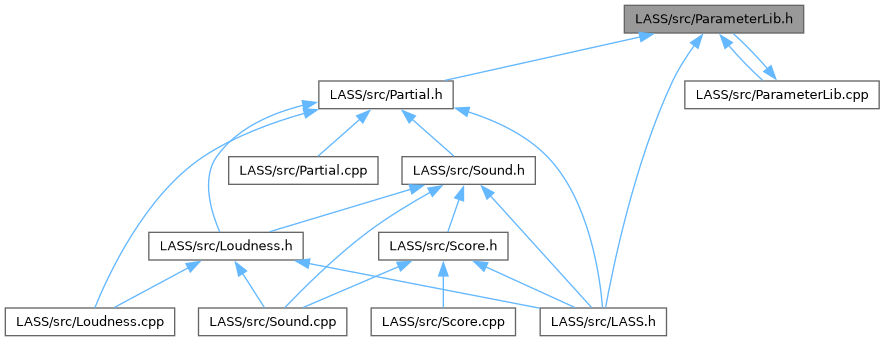 LASS/src/ParameterLib.h
LASS/src/Partial.h
LASS/src/ParameterLib.cpp
LASS/src/Partial.cpp
LASS/src/Sound.h
LASS/src/Loudness.h
LASS/src/Score.h
LASS/src/Loudness.cpp
LASS/src/Sound.cpp
LASS/src/Score.cpp
LASS/src/LASS.h